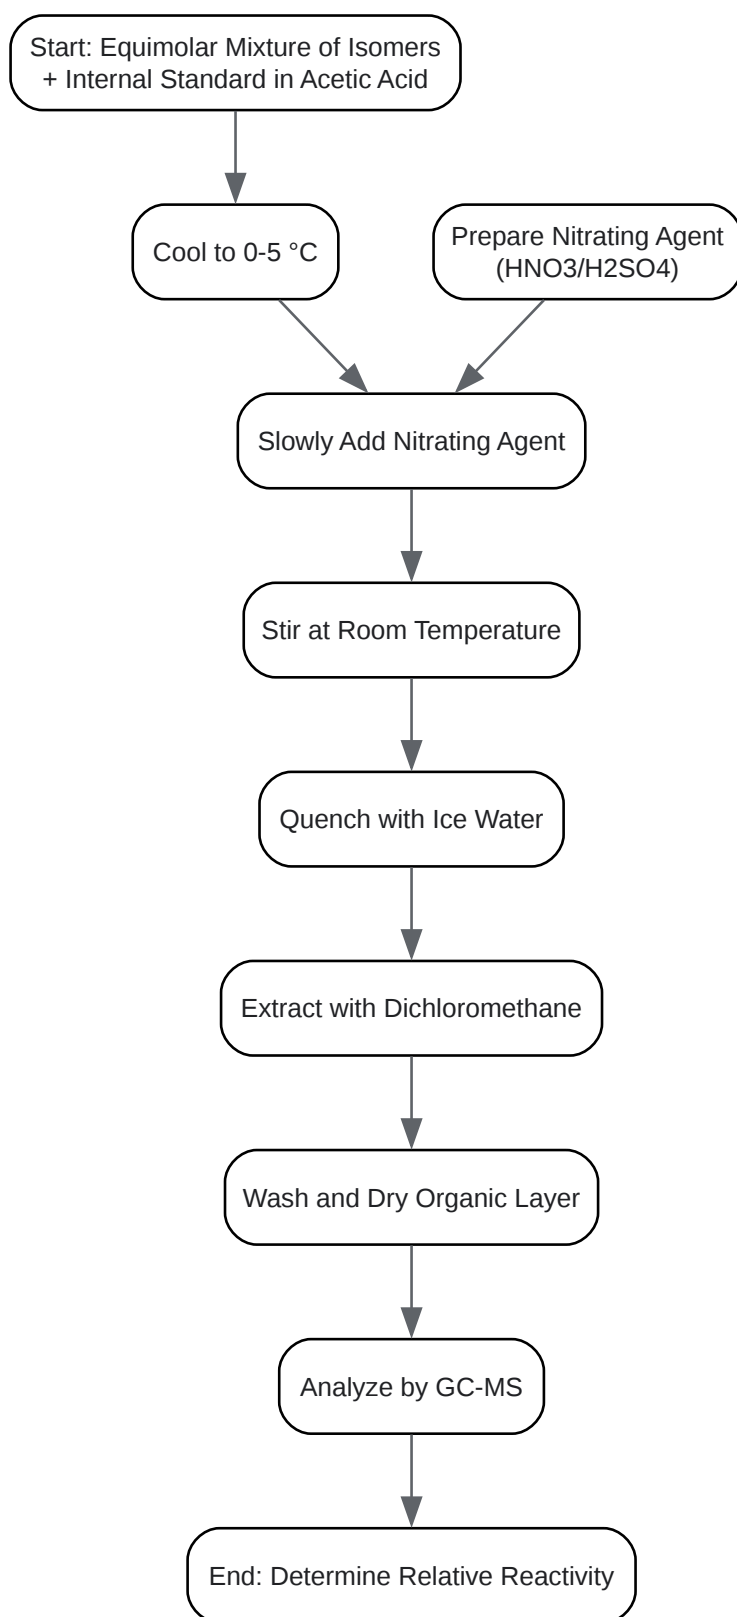 Start: Equimolar Mixture of Isomers
+ Internal Standard in Acetic Acid
Cool to 0-5 °C
Prepare Nitrating Agent
(HNO3/H2SO4)
Slowly Add Nitrating Agent
Stir at Room Temperature
Quench with Ice Water
Extract with Dichloromethane
Wash and Dry Organic Layer
Analyze by GC-MS
End: Determine Relative Reactivity